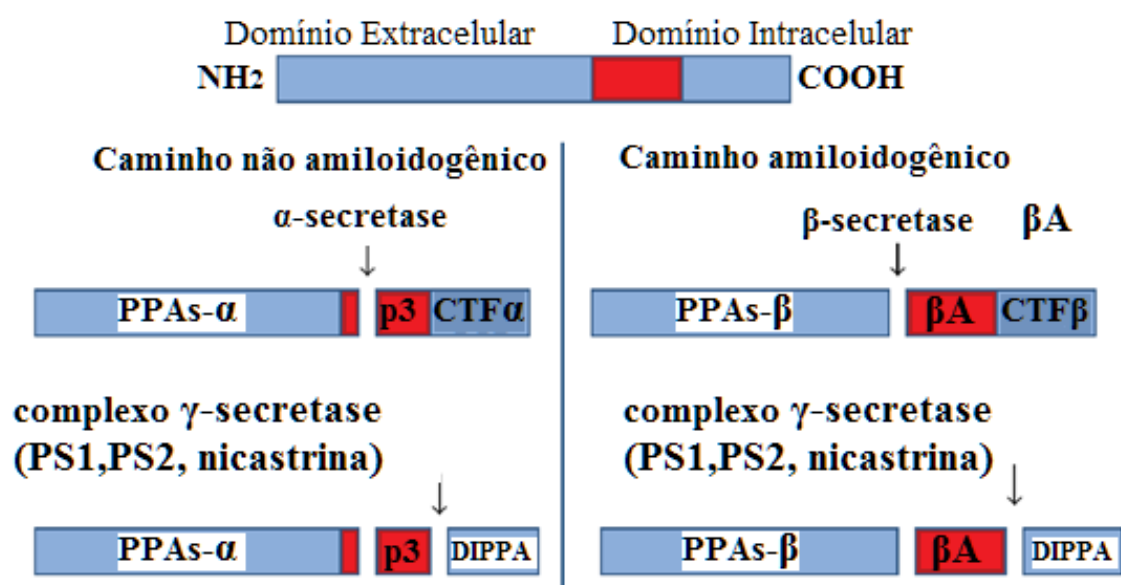 Domínio Extracelular Domínio Intracelular
NH2 COOH
Caminho não amiloidogênico
α-secretase
↓
PPAs-α p3 CTFα
complexo γ-secretase
(PS1,PS2, nicastrina)
↓
PPAs-α p3 DIPPA
Caminho amiloidogênico
β-secretase βA
↓
PPAs-β βA CTFβ
complexo γ-secretase
(PS1,PS2, nicastrina)
↓
PPAs-β βA DIPPA